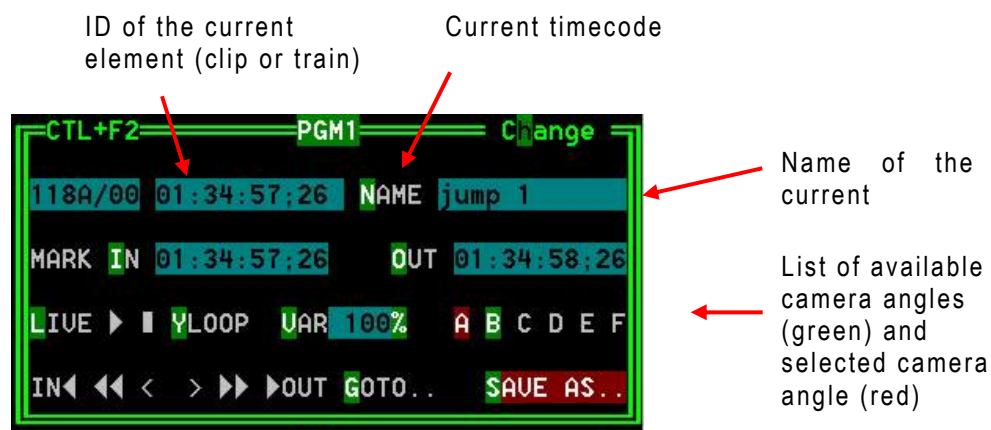 ID of the current
element (clip or train)
Current timecode
CTL+F2 PGM1 Change
118A/00 01:34:57;26 NAME jump 1
MARK IN 01:34:57;26 OUT 01:34:58;26
LIVE ▶ ▮ YLOOP VAR 100% A B C D E F
IN◀ ◀◀ < > ▶▶ ▶OUT GOTO.. SAVE AS..
Name of the
current
List of available
camera angles
(green) and
selected camera
angle (red)